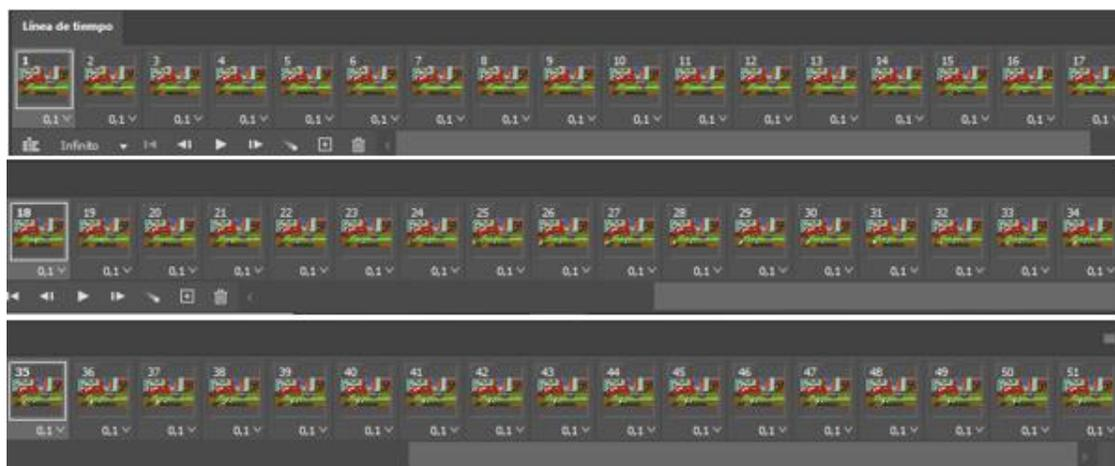 Línea de tiempo
1 2 3 4 5 6 7 8 9 10 11 12 13 14 15 16 17
0,1 0,1 0,1 0,1 0,1 0,1 0,1 0,1 0,1 0,1 0,1 0,1 0,1 0,1 0,1 0,1 0,1
Infinito
18 19 20 21 22 23 24 25 26 27 28 29 30 31 32 33 34
0,1 0,1 0,1 0,1 0,1 0,1 0,1 0,1 0,1 0,1 0,1 0,1 0,1 0,1 0,1 0,1 0,1
35 36 37 38 39 40 41 42 43 44 45 46 47 48 49 50 51
0,1 0,1 0,1 0,1 0,1 0,1 0,1 0,1 0,1 0,1 0,1 0,1 0,1 0,1 0,1 0,1 0,1